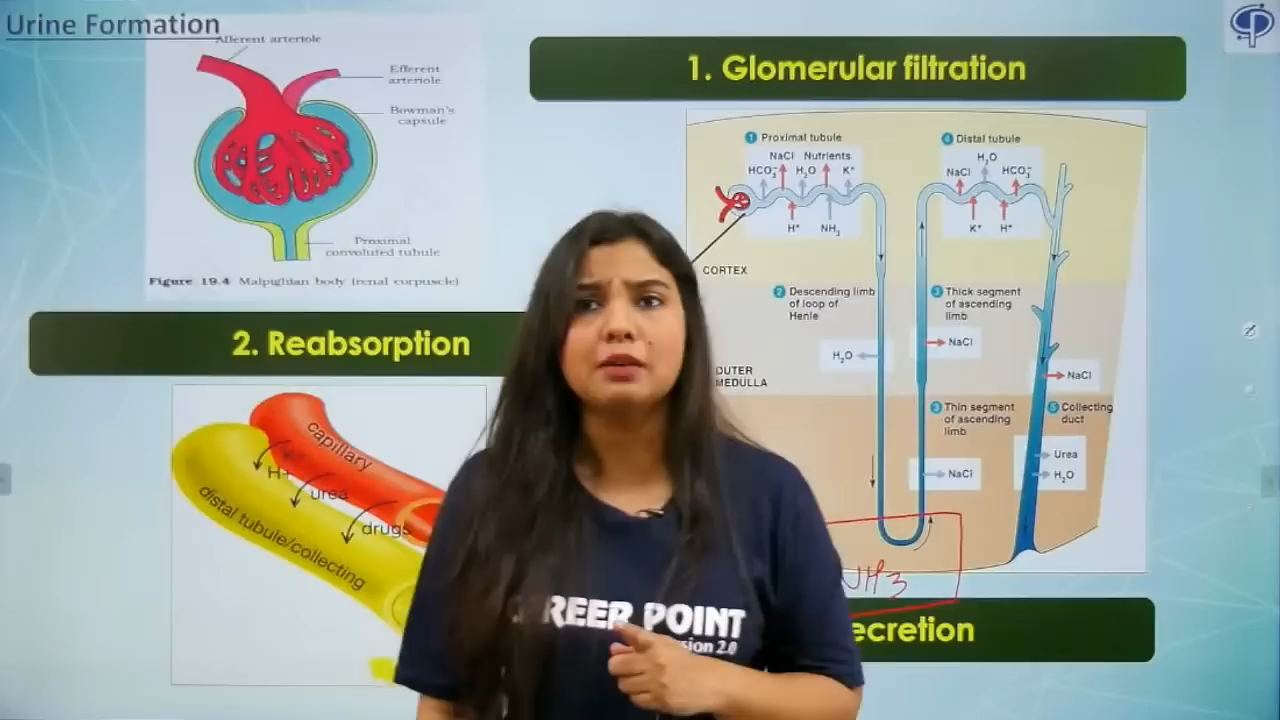 Urine Formation
Afferent arteriole
Efferent
arteriole
Bowman's
capsule
Proximal
convoluted tubule
Figure 19.4 Malpighian body (renal corpuscle)
1. Glomerular filtration
1 Proximal tubule
NaCl Nutrients
HCO₃⁻ H₂O K⁺
H⁺ NH₃
4 Distal tubule
H₂O
NaCl HCO₃⁻
K⁺ H⁺
CORTEX
2 Descending limb
of loop of
Henle
3 Thick segment
of ascending
limb
NaCl
H₂O
OUTER
MEDULLA
NaCl
3 Thin segment
of ascending
limb
5 Collecting
duct
Urea
H₂O
NaCl
NH3
2. Reabsorption
capillary
H+
urea
drugs
distal tubule/collecting
REER POINT
sion 2.0
ecretion